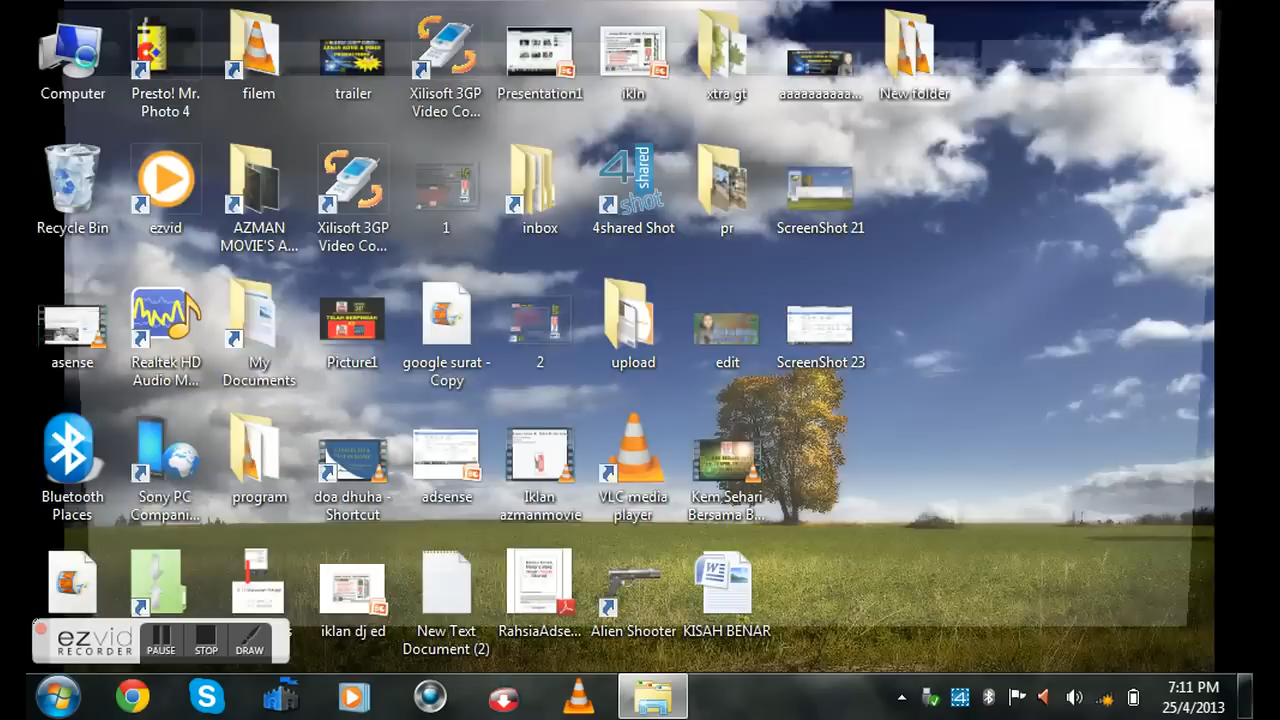 Computer
Presto! Mr.
Photo 4
filem
trailer
Xilisoft 3GP
Video Co...
Presentation1
ikln
xtra gt
aaaaaaaaaa...
New folder
Recycle Bin
ezvid
AZMAN
MOVIE'S A...
Xilisoft 3GP
Video Co...
1
inbox
4shared Shot
pr
ScreenShot 21
asense
Realtek HD
Audio M...
My
Documents
Picture1
google surat -
Copy
2
upload
edit
ScreenShot 23
Bluetooth
Places
Sony PC
Compani...
program
doa dhuha -
Shortcut
adsense
Iklan
azmanmovie
VLC media
player
Kem Sehari
Bersama B...
iklan dj ed
New Text
Document (2)
RahsiaAdse...
Alien Shooter
KISAH BENAR
ezvid
RECORDER
PAUSE
STOP
DRAW
7:11 PM
25/4/2013